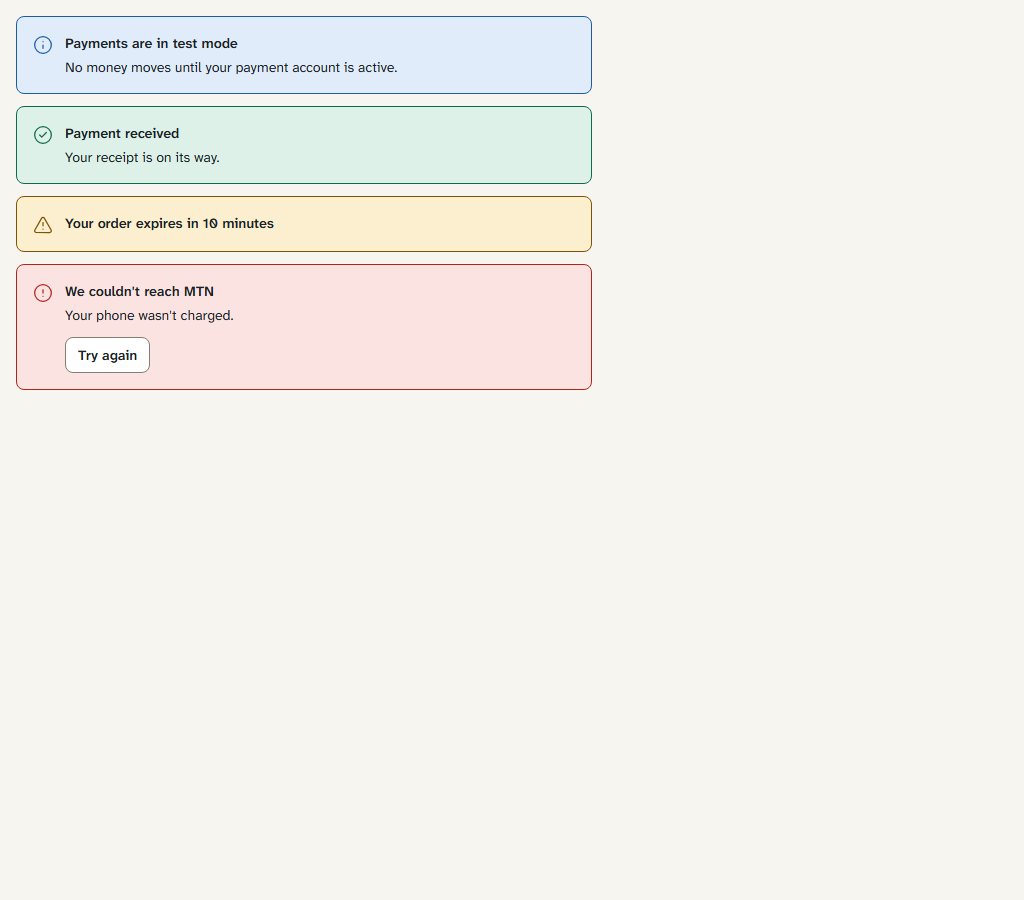 Payments are in test mode
No money moves until your payment account is active.
Payment received
Your receipt is on its way.
Your order expires in 10 minutes
We couldn't reach MTN
Your phone wasn't charged.
Try again